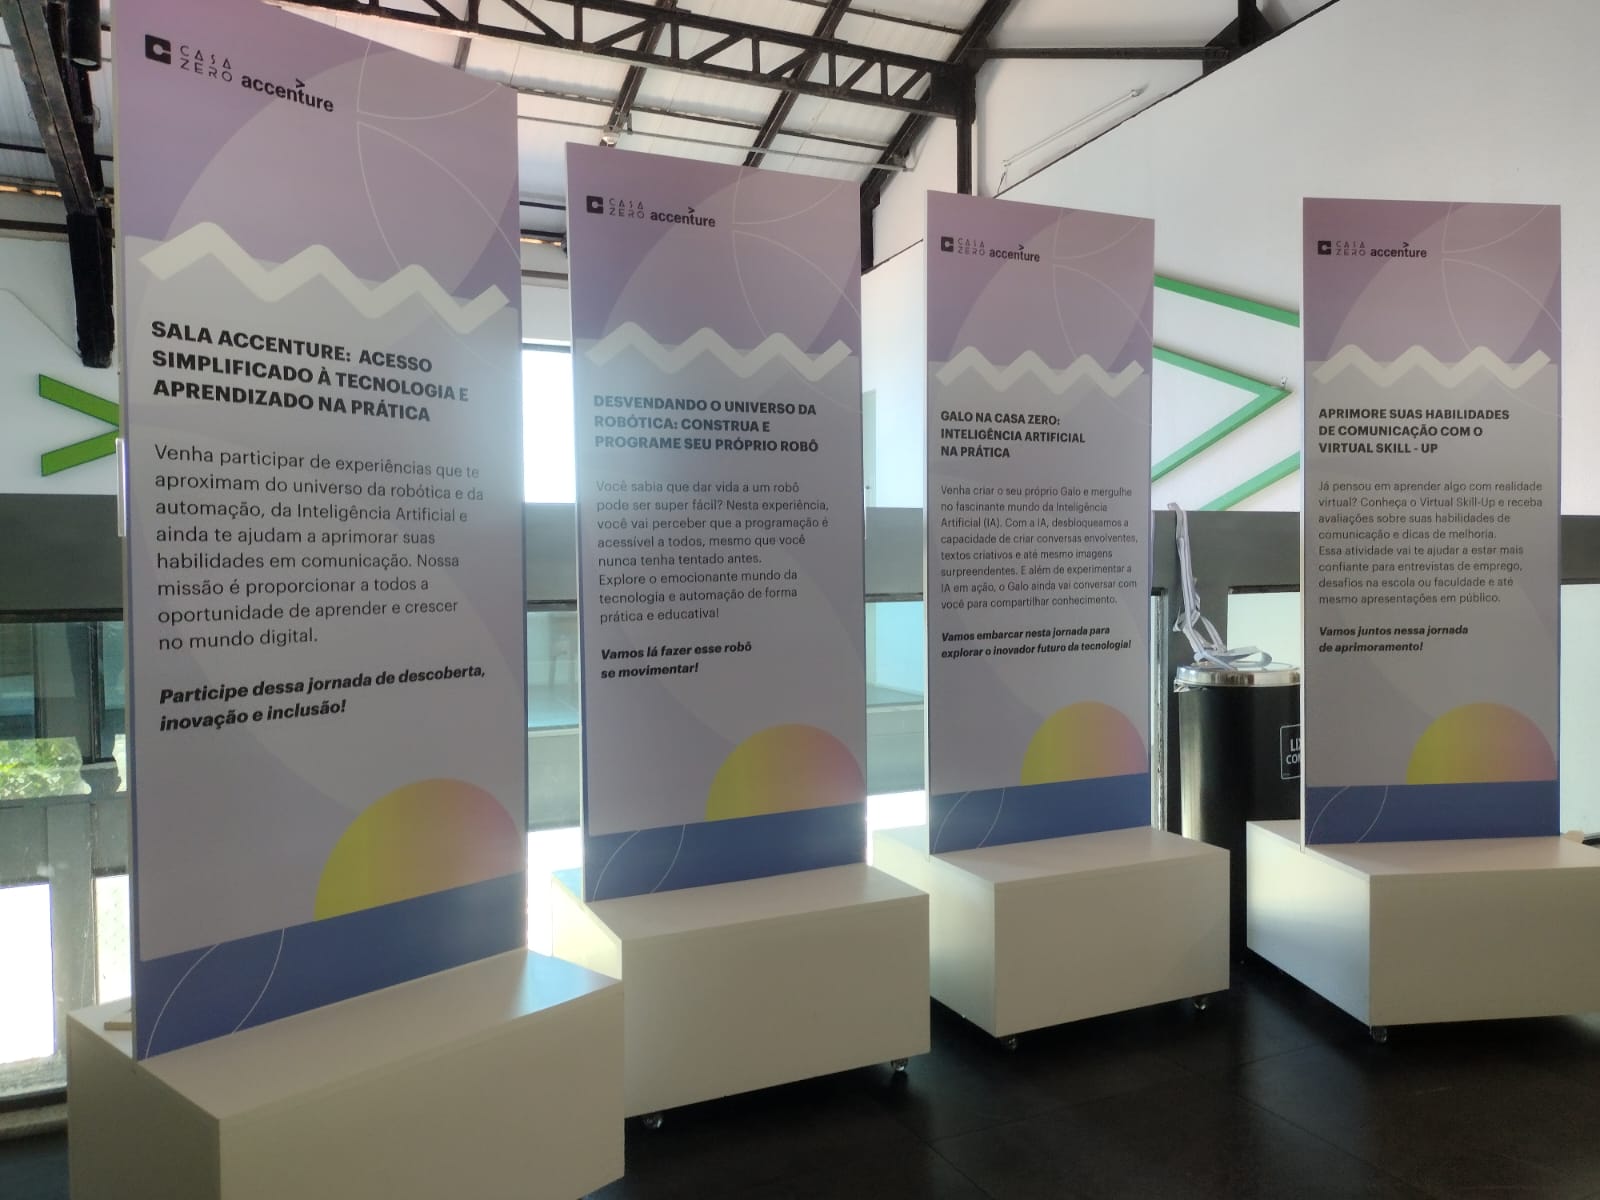 CASA
ZERO
accenture
SALA ACCENTURE: ACESSO
SIMPLIFICADO À TECNOLOGIA E
APRENDIZADO NA PRÁTICA
Venha participar de experiências que te
aproximam do universo da robótica e da
automação, da Inteligência Artificial e
ainda te ajudam a aprimorar suas
habilidades em comunicação. Nossa
missão é proporcionar a todos a
oportunidade de aprender e crescer
no mundo digital.
Participe dessa jornada de descoberta,
inovação e inclusão!
CASA
ZERO
accenture
DESVENDANDO O UNIVERSO DA
ROBÓTICA: CONSTRUA E
PROGRAME SEU PRÓPRIO ROBÔ
Você sabia que dar vida a um robô
pode ser super fácil? Nesta experiência,
você vai perceber que a programação é
acessível a todos, mesmo que você
nunca tenha tentado antes.
Explore o emocionante mundo da
tecnologia e automação de forma
prática e educativa!
Vamos lá fazer esse robô
se movimentar!
CASA
ZERO
accenture
GALO NA CASA ZERO:
INTELIGÊNCIA ARTIFICIAL
NA PRÁTICA
Venha criar o seu próprio Galo e mergulhe
no fascinante mundo da Inteligência
Artificial (IA). Com a IA, desbloqueamos a
capacidade de criar conversas envolventes,
textos criativos e até mesmo imagens
surpreendentes. E além de experimentar a
IA em ação, o Galo ainda vai conversar com
você para compartilhar conhecimento.
Vamos embarcar nesta jornada para
explorar o inovador futuro da tecnologia!
CASA
ZERO
accenture
APRIMORE SUAS HABILIDADES
DE COMUNICAÇÃO COM O
VIRTUAL SKILL - UP
Já pensou em aprender algo com realidade
virtual? Conheça o Virtual Skill-Up e receba
avaliações sobre suas habilidades de
comunicação e dicas de melhoria.
Essa atividade vai te ajudar a estar mais
confiante para entrevistas de emprego,
desafios na escola ou faculdade e até
mesmo apresentações em público.
Vamos juntos nessa jornada
de aprimoramento!